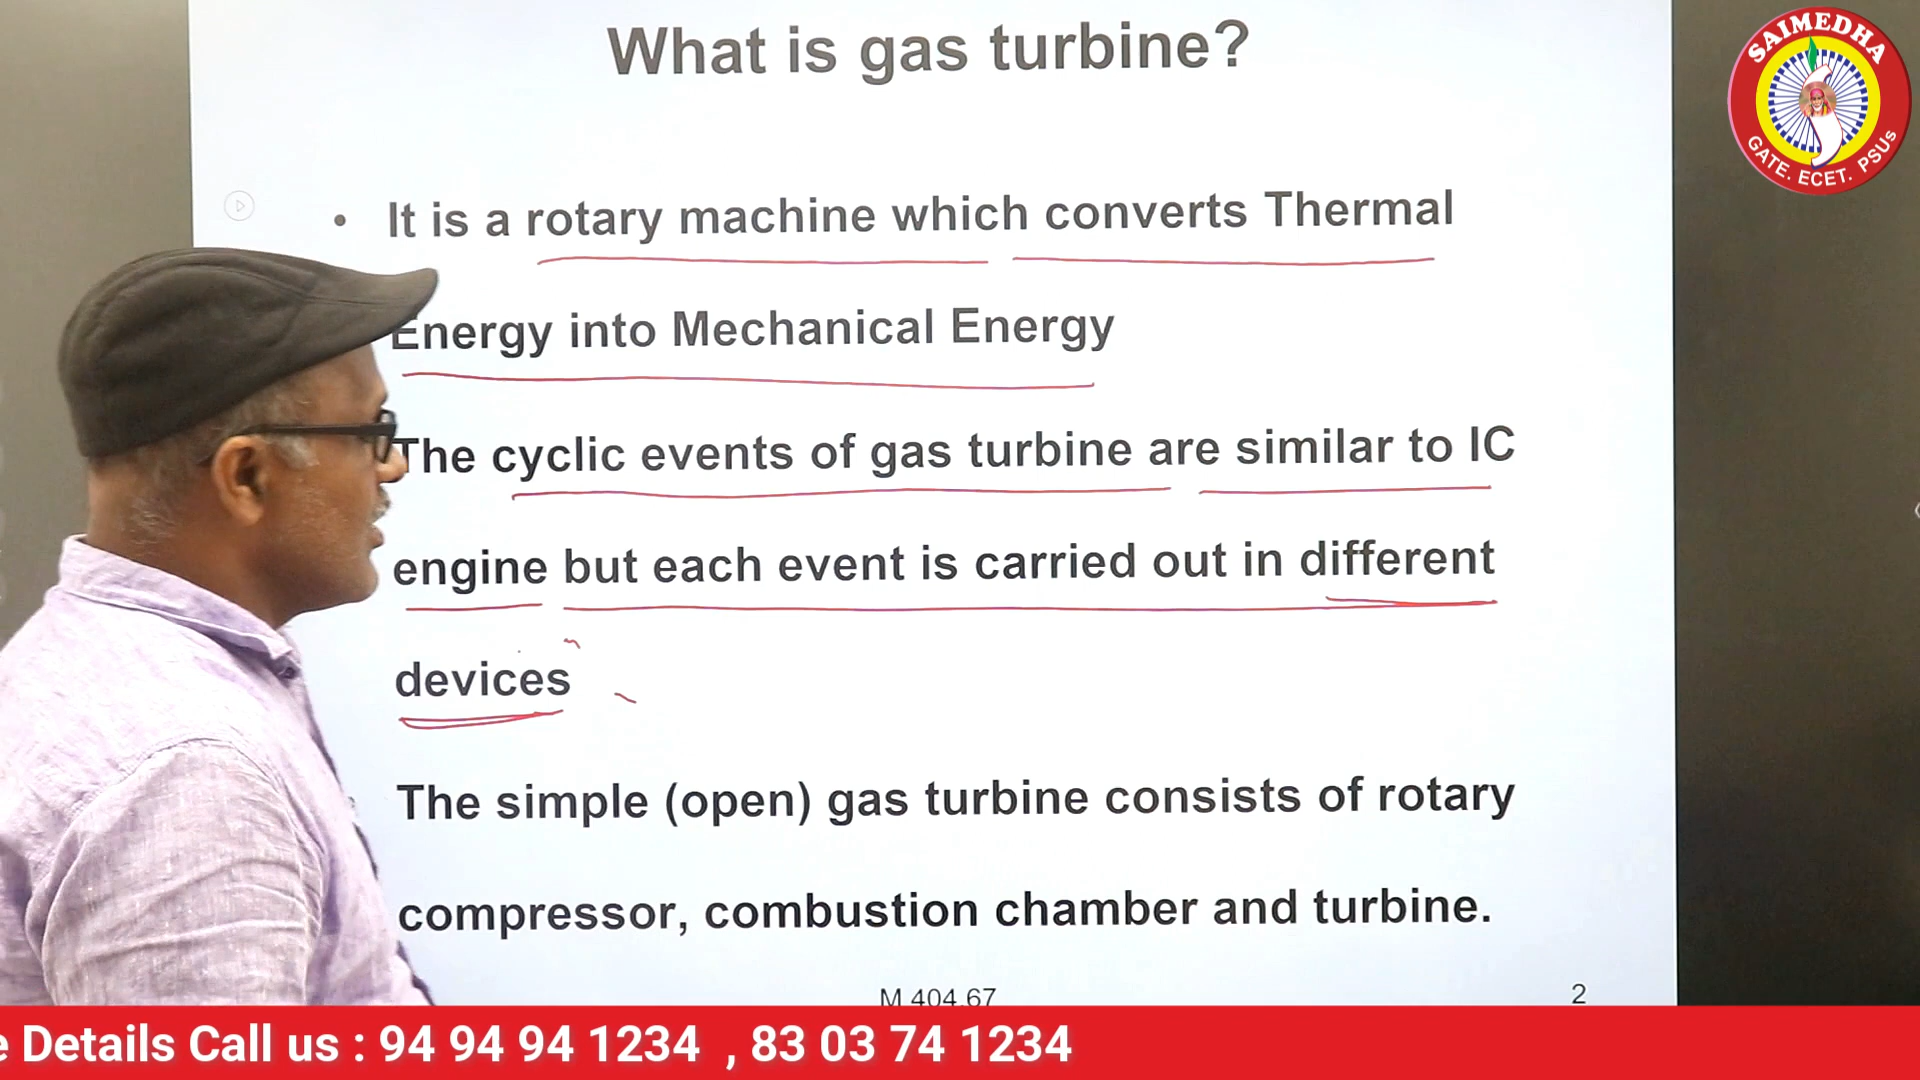 What is gas turbine?
SAIMEDHA
GATE. ECET. PSUs
• It is a rotary machine which converts Thermal
Energy into Mechanical Energy
The cyclic events of gas turbine are similar to IC
engine but each event is carried out in different
devices
The simple (open) gas turbine consists of rotary
compressor, combustion chamber and turbine.
M 404.67
2
e Details Call us : 94 94 94 1234 , 83 03 74 1234